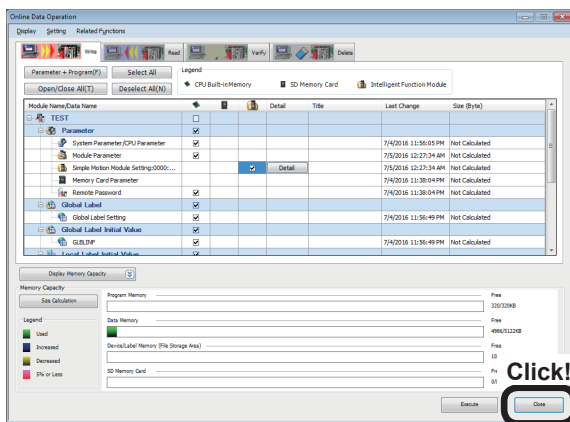 Online Data Operation
Display Setting Related Functions
Write Read Verify Delete
Parameter + Program(F) Select All Legend
Open/Close All(T) Deselect All(N) CPU Built-in Memory SD Memory Card Intelligent Function Module
Module Name/Data Name Detail Title Last Change Size (Byte)
TEST
Parameter
System Parameter/CPU Parameter 7/4/2016 11:56:05 PM Not Calculated
Module Parameter 7/5/2016 12:27:34 AM Not Calculated
Simple Motion Module Setting:0000:... Detail 7/5/2016 12:27:34 AM Not Calculated
Memory Card Parameter 7/4/2016 11:38:04 PM Not Calculated
Remote Password 7/4/2016 11:38:04 PM Not Calculated
Global Label
Global Label Setting 7/4/2016 11:56:49 PM Not Calculated
Global Label Initial Value
GLBLINF 7/4/2016 11:56:49 PM Not Calculated
Local Label Initial Value
Display Memory Capacity
Memory Capacity
Size Calculation Program Memory Free
320/320KB
Legend Data Memory Free
Used 4986/5122KB
Increased Device/Label Memory (File Storage Area) Free
Decreased 10
5% or Less SD Memory Card Fr
0/
Click!
Execute Close